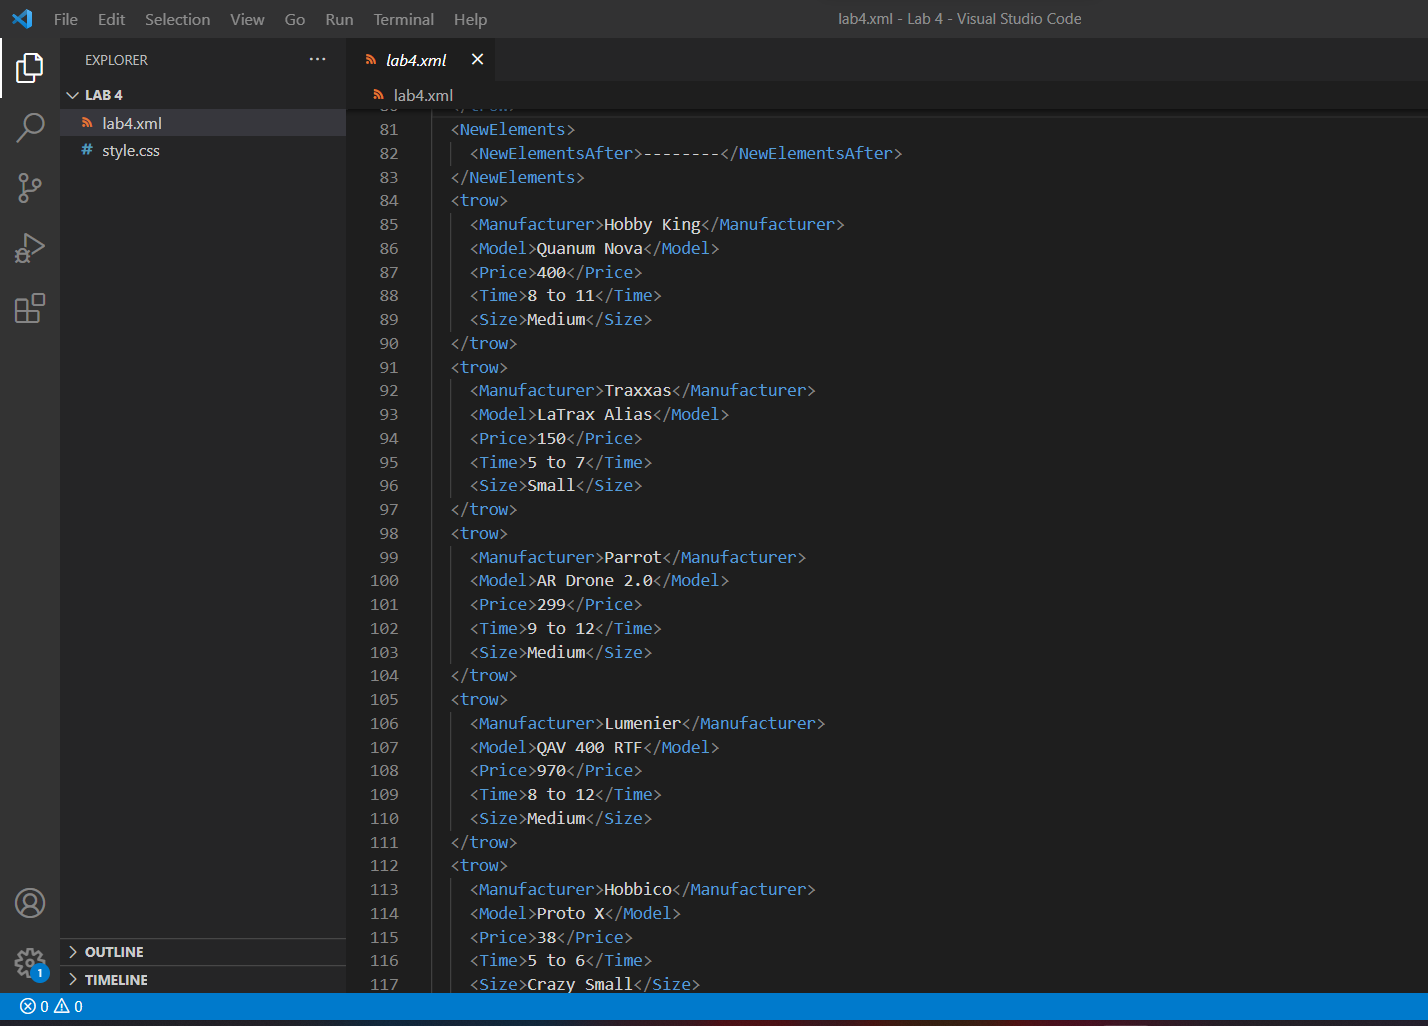 File Edit Selection View Go Run Terminal Help
lab4.xml - Lab 4 - Visual Studio Code
EXPLORER ...
LAB 4
lab4.xml
# style.css
lab4.xml ×
lab4.xml
80 </trow>
81 <NewElements>
82 <NewElementsAfter>--------</NewElementsAfter>
83 </NewElements>
84 <trow>
85 <Manufacturer>Hobby King</Manufacturer>
86 <Model>Quanum Nova</Model>
87 <Price>400</Price>
88 <Time>8 to 11</Time>
89 <Size>Medium</Size>
90 </trow>
91 <trow>
92 <Manufacturer>Traxxas</Manufacturer>
93 <Model>LaTrax Alias</Model>
94 <Price>150</Price>
95 <Time>5 to 7</Time>
96 <Size>Small</Size>
97 </trow>
98 <trow>
99 <Manufacturer>Parrot</Manufacturer>
100 <Model>AR Drone 2.0</Model>
101 <Price>299</Price>
102 <Time>9 to 12</Time>
103 <Size>Medium</Size>
104 </trow>
105 <trow>
106 <Manufacturer>Lumenier</Manufacturer>
107 <Model>QAV 400 RTF</Model>
108 <Price>970</Price>
109 <Time>8 to 12</Time>
110 <Size>Medium</Size>
111 </trow>
112 <trow>
113 <Manufacturer>Hobbico</Manufacturer>
114 <Model>Proto X</Model>
115 <Price>38</Price>
116 <Time>5 to 6</Time>
117 <Size>Crazy Small</Size>
OUTLINE
TIMELINE
1
0 0